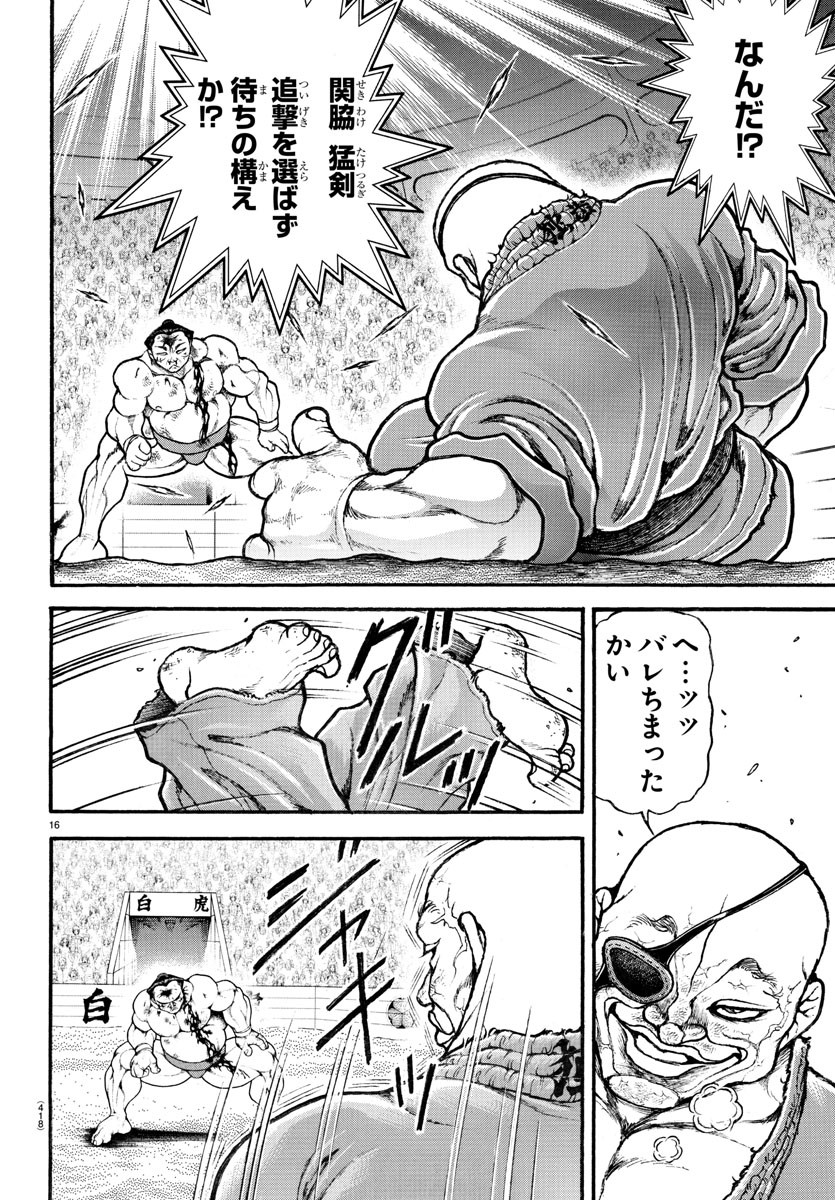 なんだ!?
関脇 猛剣
追撃を選ばず
待ちの構え
か!?
へ…ッッ
バレちまった
かい
グルッ
16
ジャキ
白虎
白
(418)